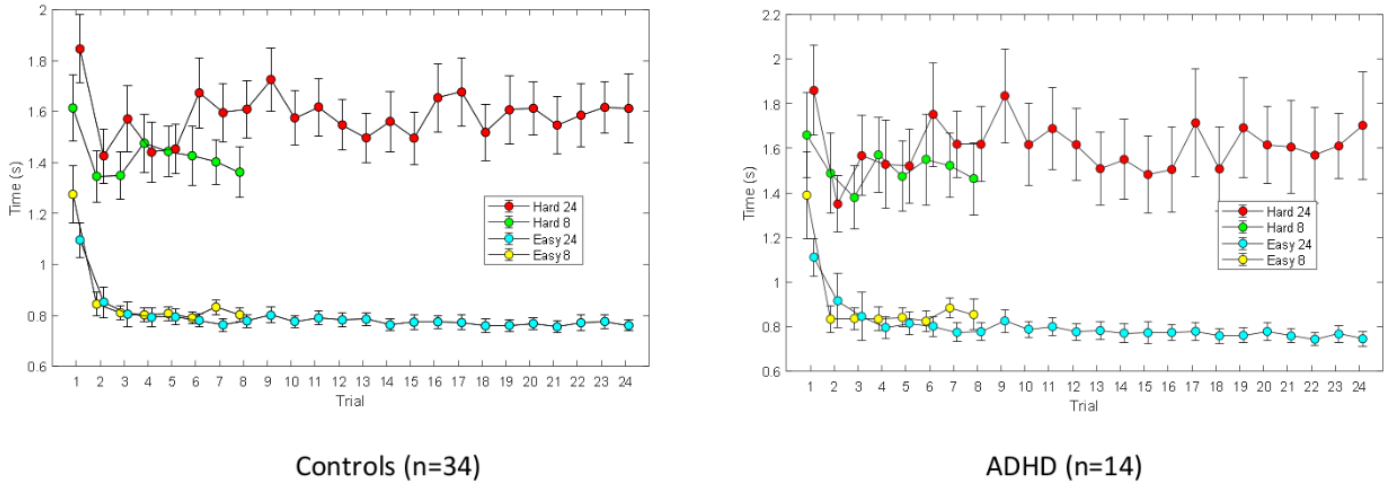 2
1.8
1.6
1.4
1.2
1
0.8
0.6
Time (s)
Hard 24
Hard 8
Easy 24
Easy 8
1 2 3 4 5 6 7 8 9 10 11 12 13 14 15 16 17 18 19 20 21 22 23 24
Trial
Controls (n=34)
2.2
2
1.8
1.6
1.4
1.2
1
0.8
0.6
Time (s)
Hard 24
Hard 8
Easy 24
Easy 8
1 2 3 4 5 6 7 8 9 10 11 12 13 14 15 16 17 18 19 20 21 22 23 24
Trial
ADHD (n=14)